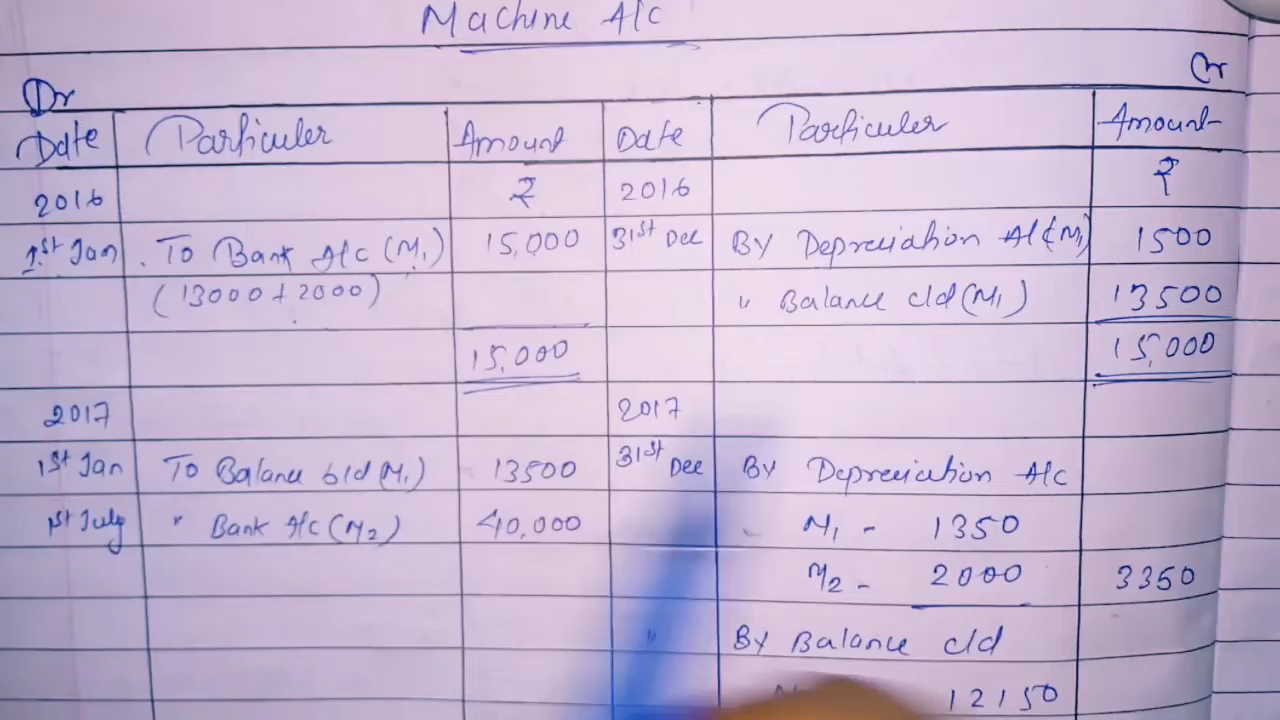 Machine A/c
Dr Cr
Date Particuler Amount Date Particuler Amount
2016 ₹ 2016 ₹
1st Jan To Bank A/c (M1) 15,000 31st Dec By Depreciation A/c (M1) 1500
(13000 + 2000) " Balance c/d (M1) 13500
15,000 15,000
2017 2017
1st Jan To Balance b/d (M1) 13500 31st Dec By Depreciation A/c
1st July " Bank A/c (M2) 40,000 M1 - 1350
M2 - 2000 3350
" By Balance c/d
12150